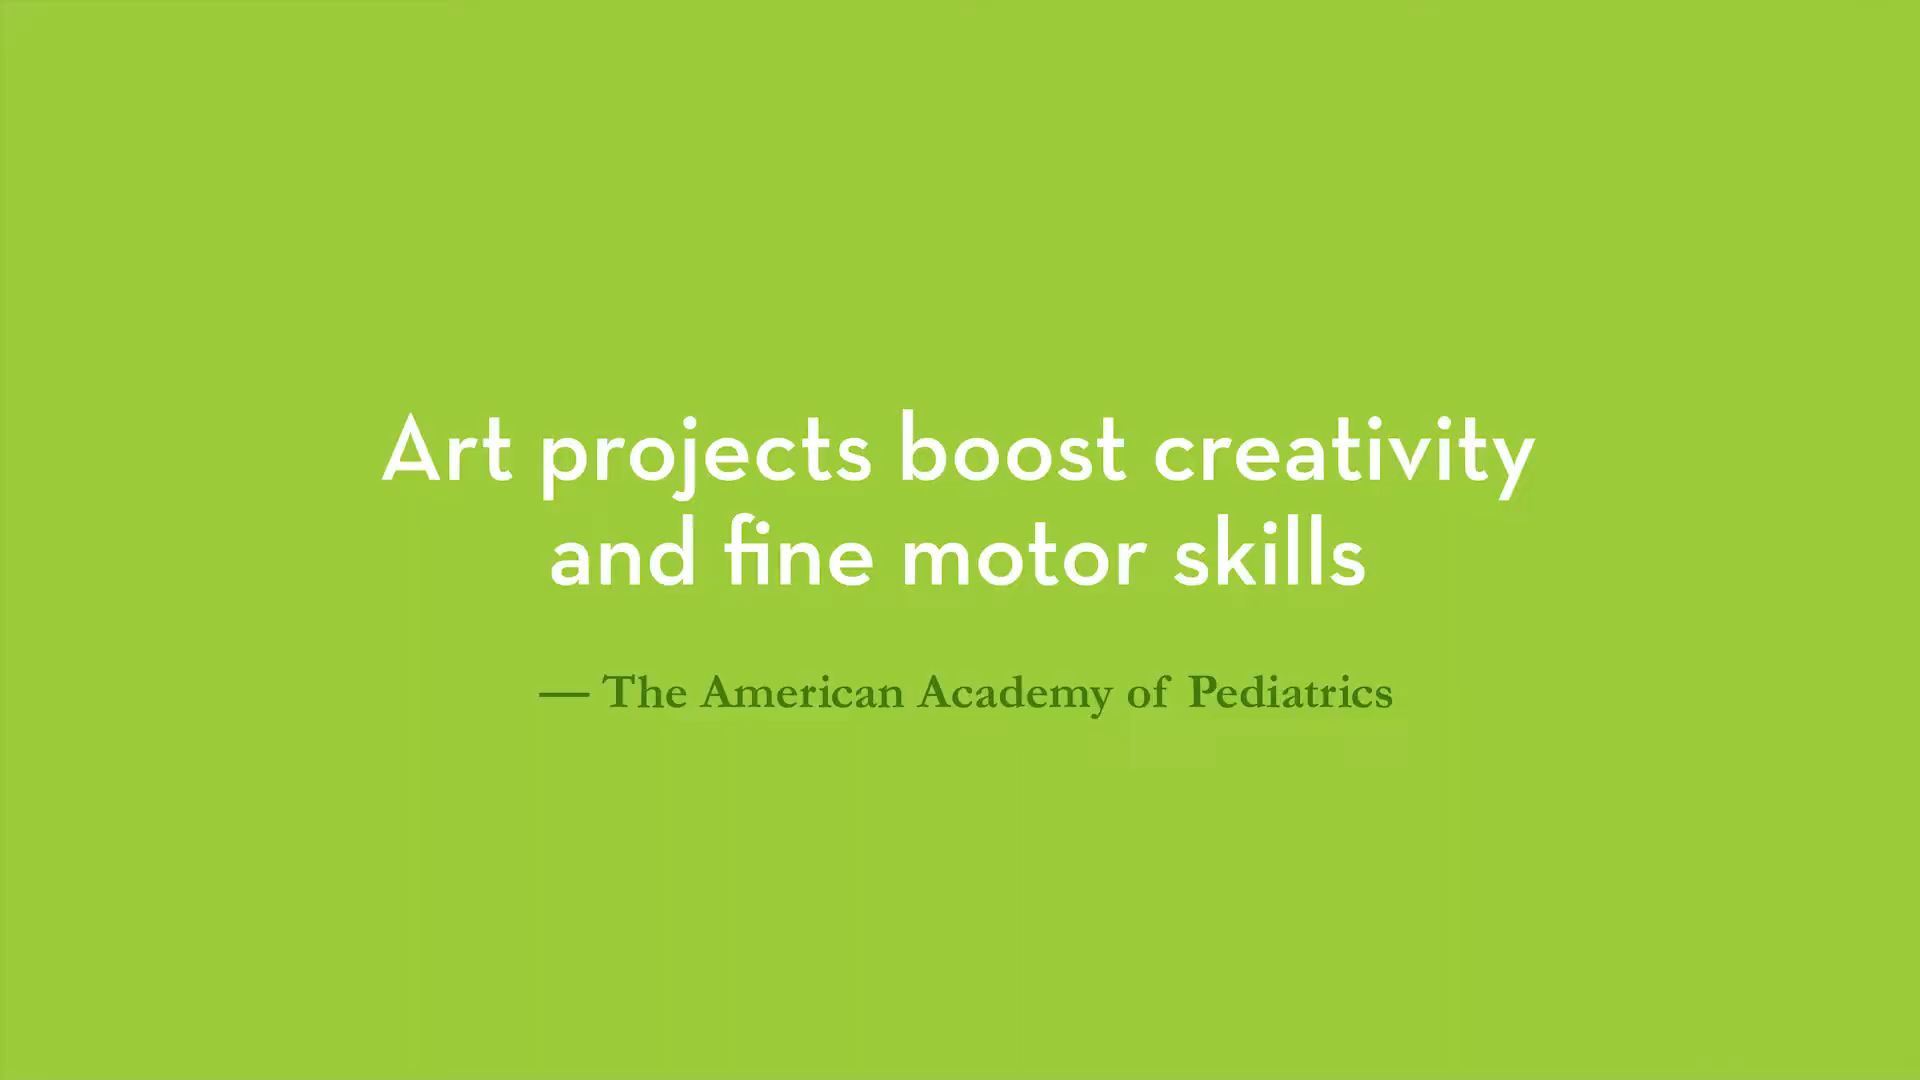 Art projects boost creativity
and fine motor skills
— The American Academy of Pediatrics